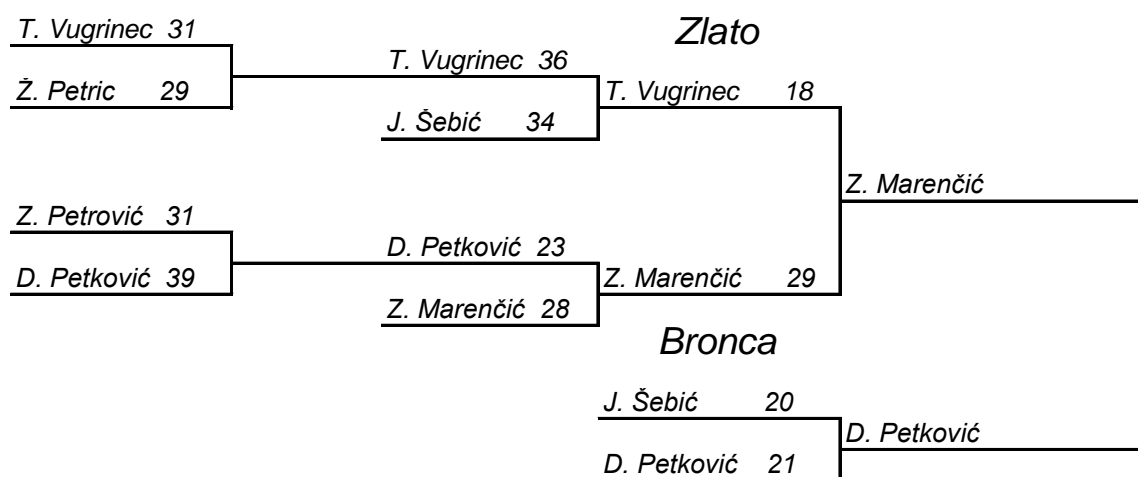 Zlato
T. Vugrinec 31
Ž. Petric 29
T. Vugrinec 36
J. Šebić 34
T. Vugrinec 18
Z. Marenčić
Z. Petrović 31
D. Petković 39
D. Petković 23
Z. Marenčić 28
Z. Marenčić 29
Bronca
J. Šebić 20
D. Petković 21
D. Petković